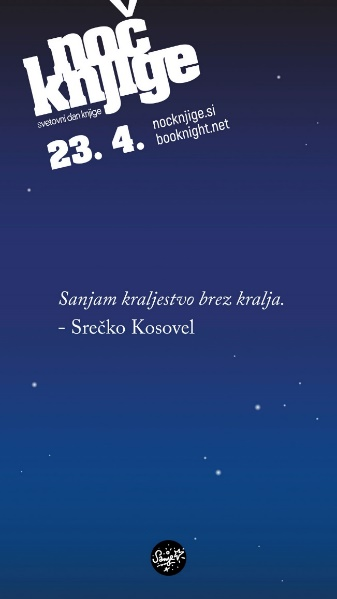 noč
knjige
svetovni dan knjige
23. 4.
nocknjige.si
booknight.net
Sanjam kraljestvo brez kralja.
- Srečko Kosovel